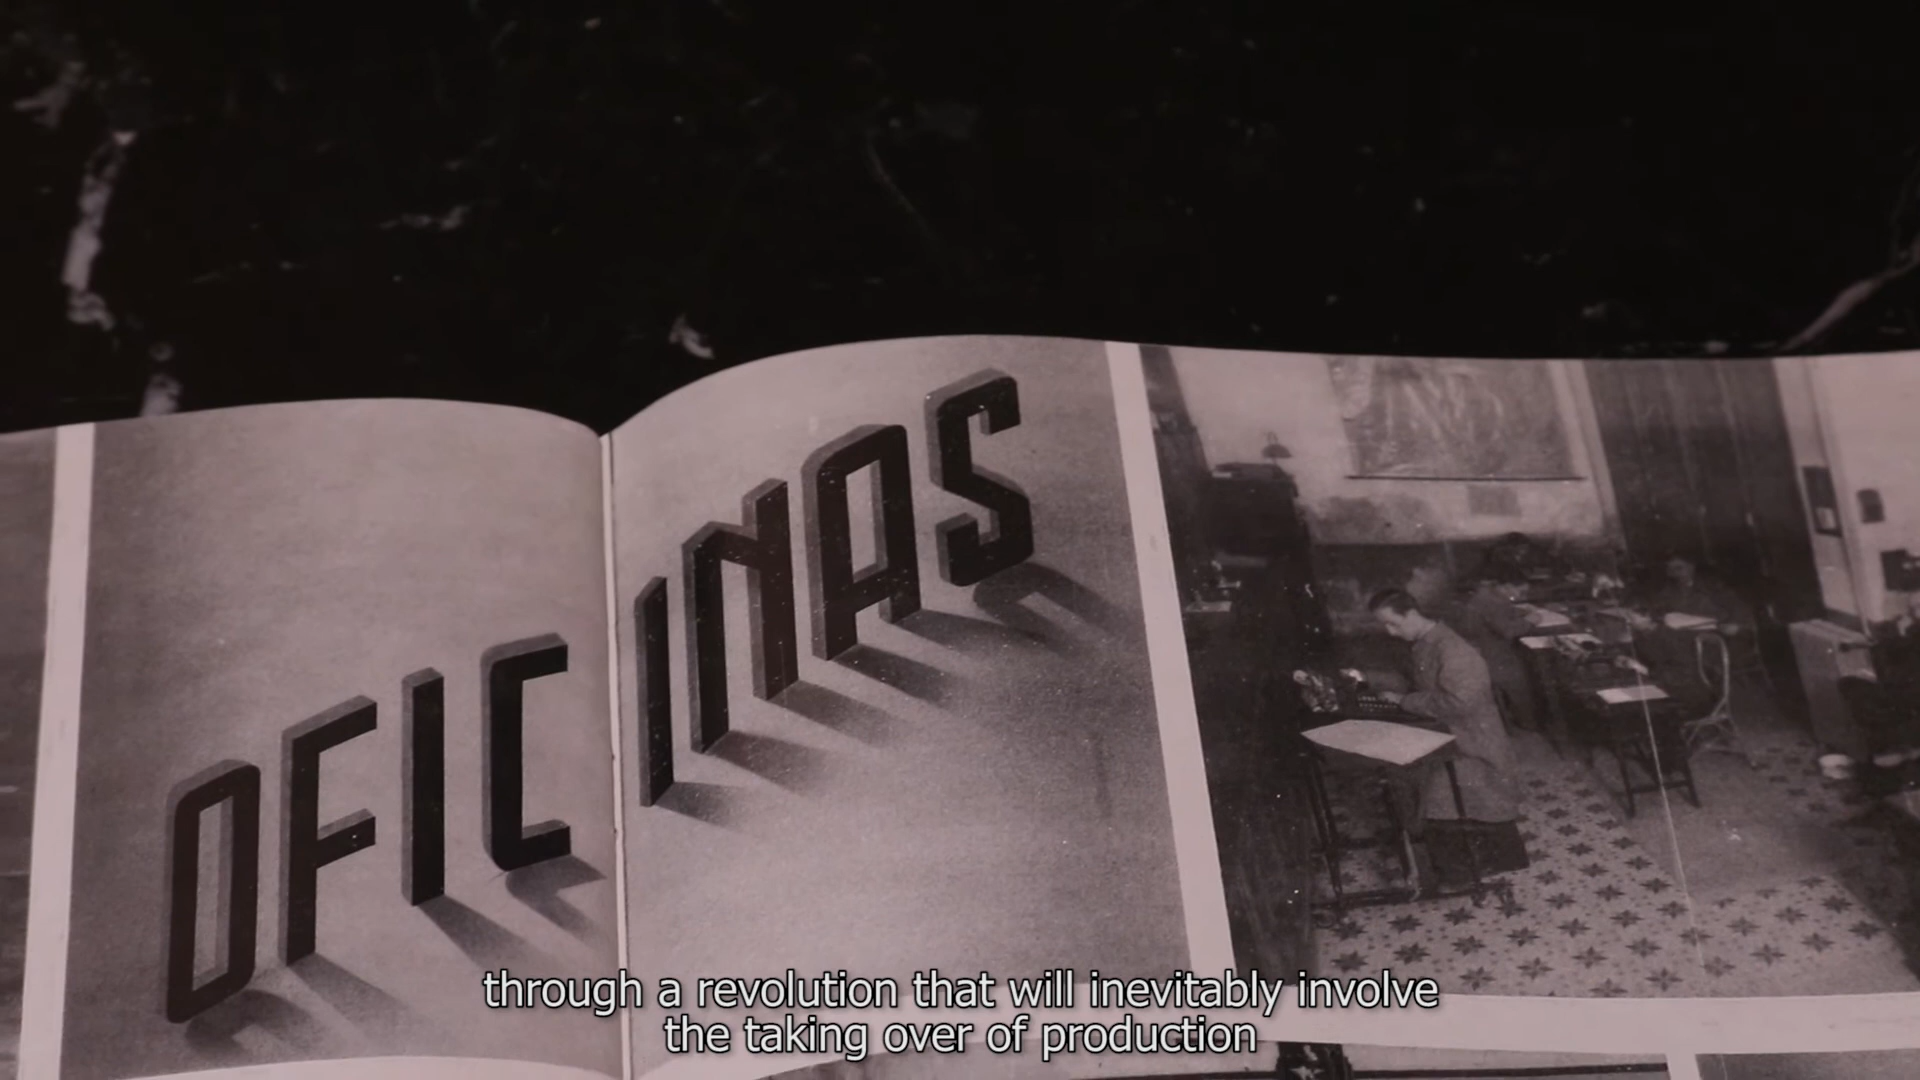 OFICINAS
through a revolution that will inevitably involve
the taking over of production